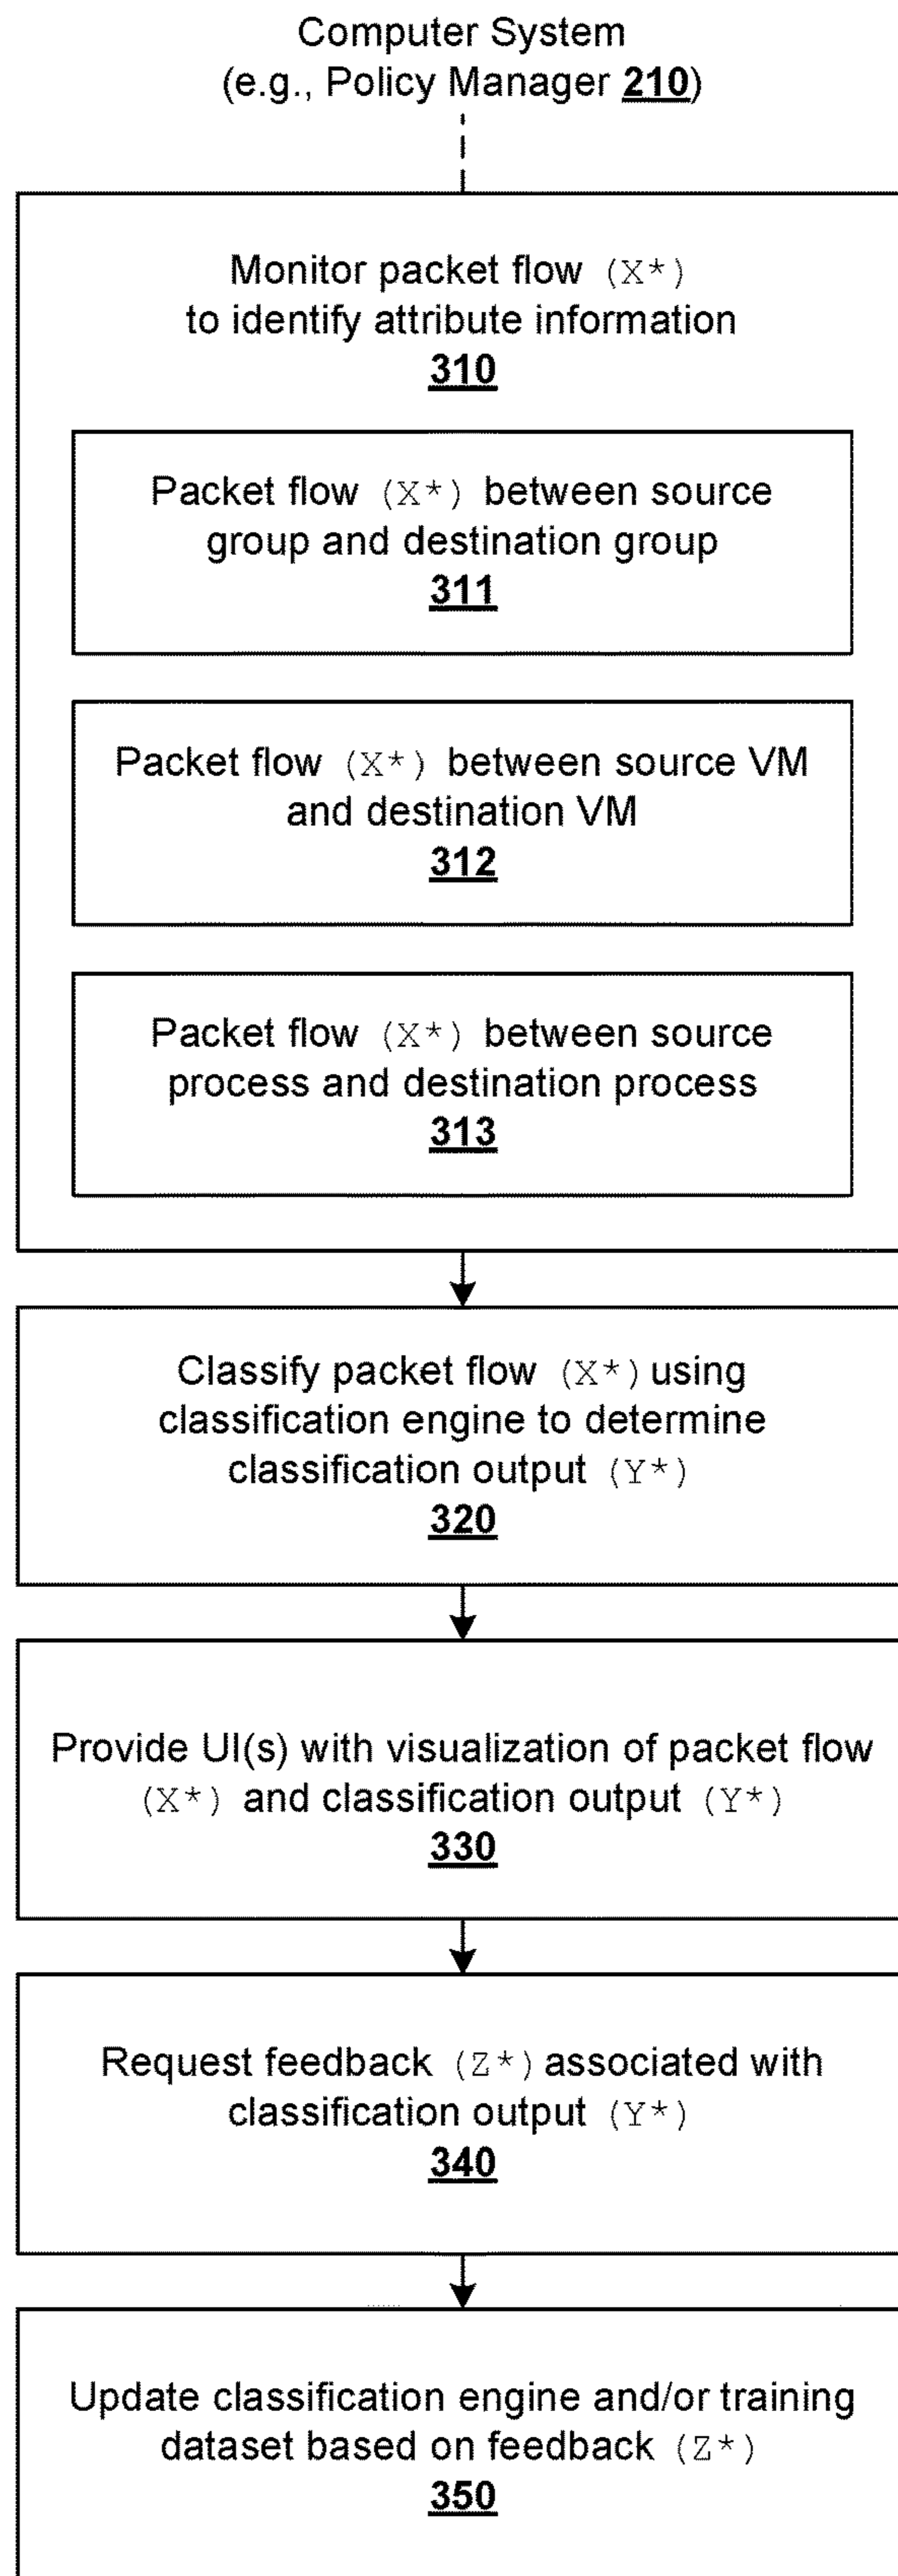 Computer System
(e.g., Policy Manager 210)
Monitor packet flow (X*)
to identify attribute information
310
Packet flow (X*) between source
group and destination group
311
Packet flow (X*) between source VM
and destination VM
312
Packet flow (X*) between source
process and destination process
313
Classify packet flow (X*) using
classification engine to determine
classification output (Y*)
320
Provide UI(s) with visualization of packet flow
(X*) and classification output (Y*)
330
Request feedback (Z*) associated with
classification output (Y*)
340
Update classification engine and/or training
dataset based on feedback (Z*)
350